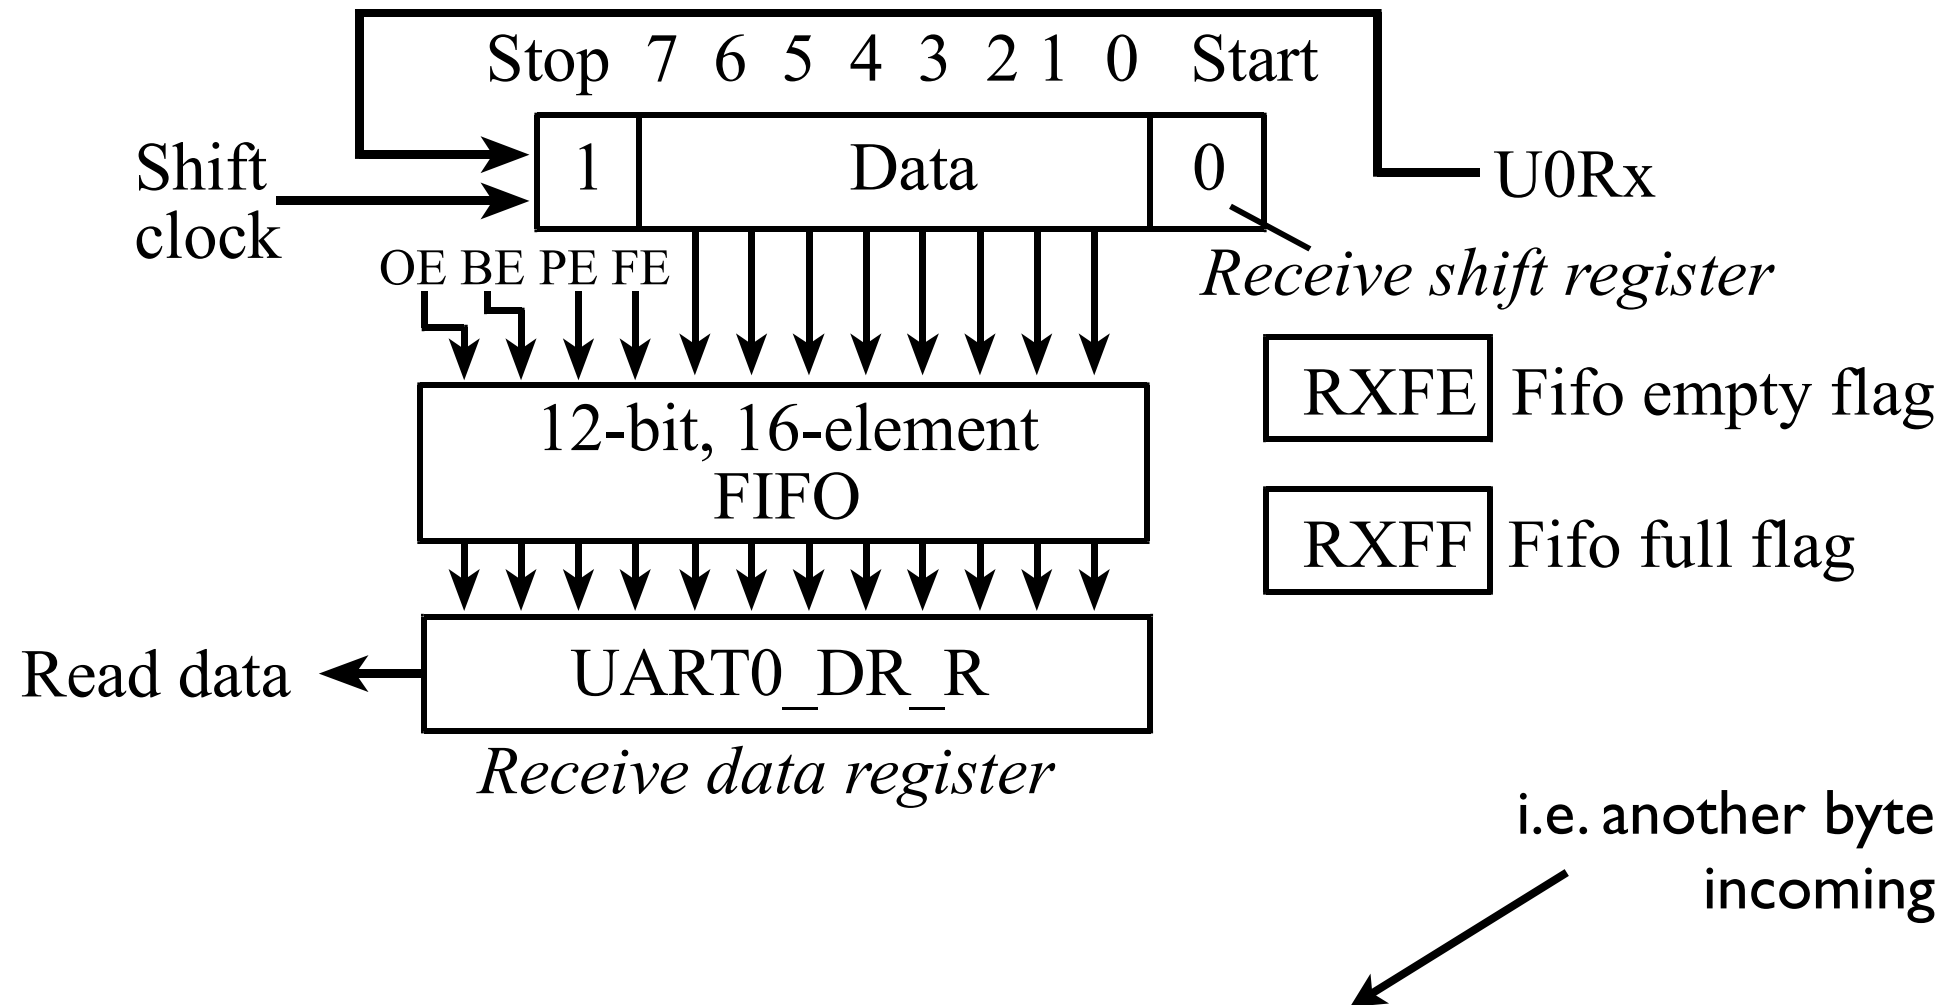 Stop 7 6 5 4 3 2 1 0 Start
Shift
clock
1 Data 0
U0Rx
OE BE PE FE
Receive shift register
12-bit, 16-element
FIFO
RXFE Fifo empty flag
RXFF Fifo full flag
Read data
UART0_DR_R
Receive data register
i.e. another byte
incoming